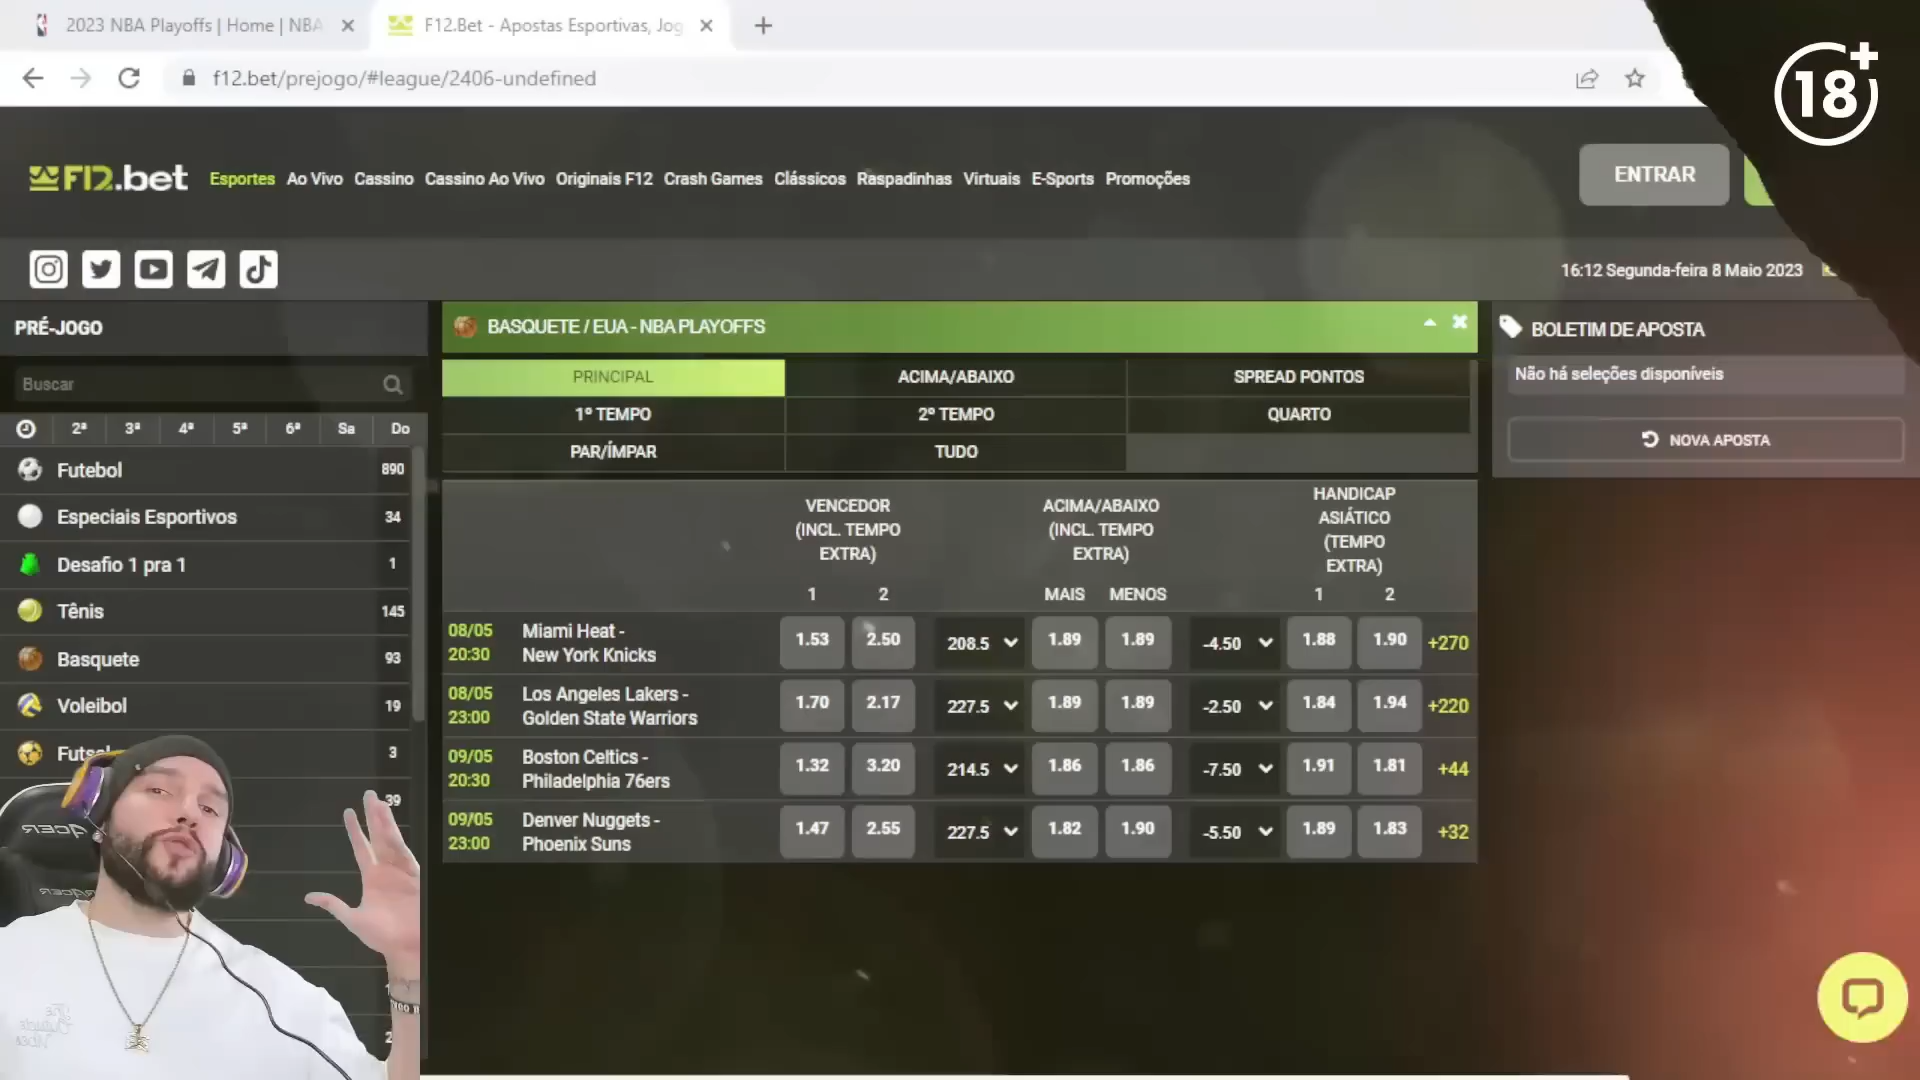 2023 NBA Playoffs | Home | NBA
F12.Bet - Apostas Esportivas, Jog
f12.bet/prejogo/#league/2406-undefined
18+
F12.bet
Esportes Ao Vivo Cassino Cassino Ao Vivo Originais F12 Crash Games Clássicos Raspadinhas Virtuais E-Sports Promoções
ENTRAR
16:12 Segunda-feira 8 Maio 2023
PRÉ-JOGO
Buscar
2ª 3ª 4ª 5ª 6ª Sa Do
Futebol 890
Especiais Esportivos 34
Desafio 1 pra 1 1
Tênis 145
Basquete 93
Voleibol 19
Futsal 3
39
BASQUETE / EUA - NBA PLAYOFFS
PRINCIPAL ACIMA/ABAIXO SPREAD PONTOS
1º TEMPO 2º TEMPO QUARTO
PAR/ÍMPAR TUDO
VENCEDOR
(INCL. TEMPO
EXTRA)
ACIMA/ABAIXO
(INCL. TEMPO
EXTRA)
HANDICAP
ASIÁTICO
(TEMPO
EXTRA)
1 2 MAIS MENOS 1 2
08/05
20:30
Miami Heat -
New York Knicks
1.53 2.50 208.5 1.89 1.89 -4.50 1.88 1.90 +270
08/05
23:00
Los Angeles Lakers -
Golden State Warriors
1.70 2.17 227.5 1.89 1.89 -2.50 1.84 1.94 +220
09/05
20:30
Boston Celtics -
Philadelphia 76ers
1.32 3.20 214.5 1.86 1.86 -7.50 1.91 1.81 +44
09/05
23:00
Denver Nuggets -
Phoenix Suns
1.47 2.55 227.5 1.82 1.90 -5.50 1.89 1.83 +32
BOLETIM DE APOSTA
Não há seleções disponíveis
NOVA APOSTA